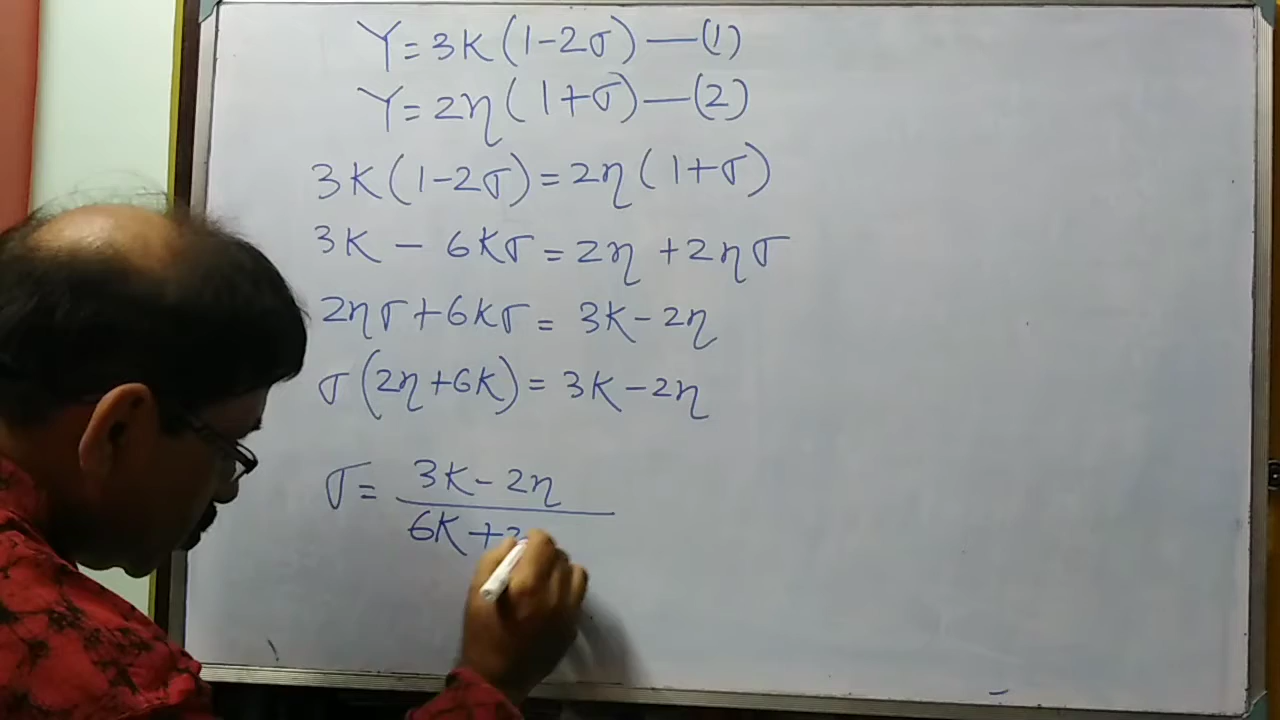 Y=3K(1-2σ)—(1)
Y=2η(1+σ)—(2)
3K(1-2σ)=2η(1+σ)
3K - 6Kσ=2η+2ησ
2ησ+6Kσ= 3K-2η
σ(2η+6K)= 3K-2η
σ= 3K-2η
6K+2